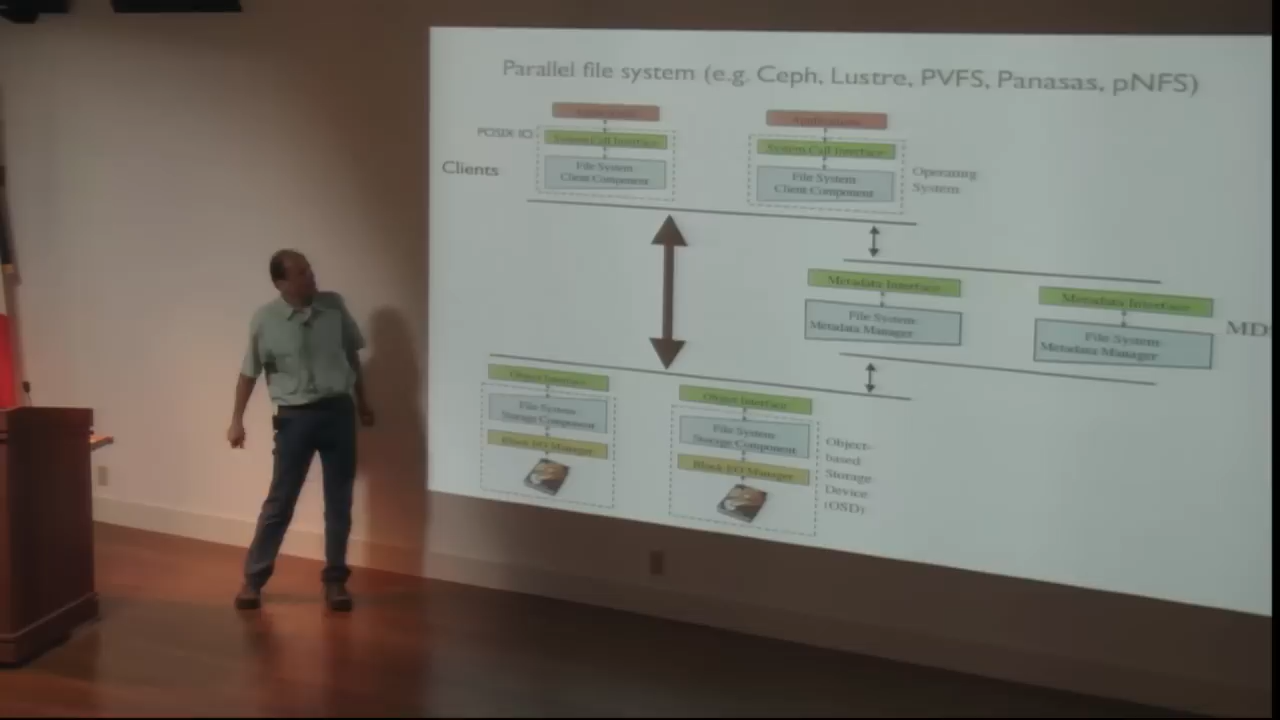 Parallel file system (e.g. Ceph, Lustre, PVFS, Panasas, pNFS)
Applications
POSIX IO
System Call Interface
System Call Interface
Clients
File System
Client Component
File System
Client Component
Operating
System
Metadata Interface
Metadata Interface
File System
Metadata Manager
File System
Metadata Manager
MD
Object Interface
Object Interface
File System
Storage Component
File System
Storage Component
Block I/O Manager
Block I/O Manager
Object-
based
Storage
Device
(OSD)